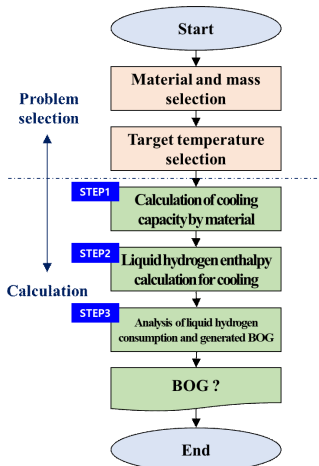 Start
Material and mass
selection
Problem
selection
Target temperature
selection
STEP1
Calculation of cooling
capacity by material
STEP2
Liquid hydrogen enthalpy
calculation for cooling
Calculation
STEP3
Analysis of liquid hydrogen
consumption and generated BOG
BOG ?
End